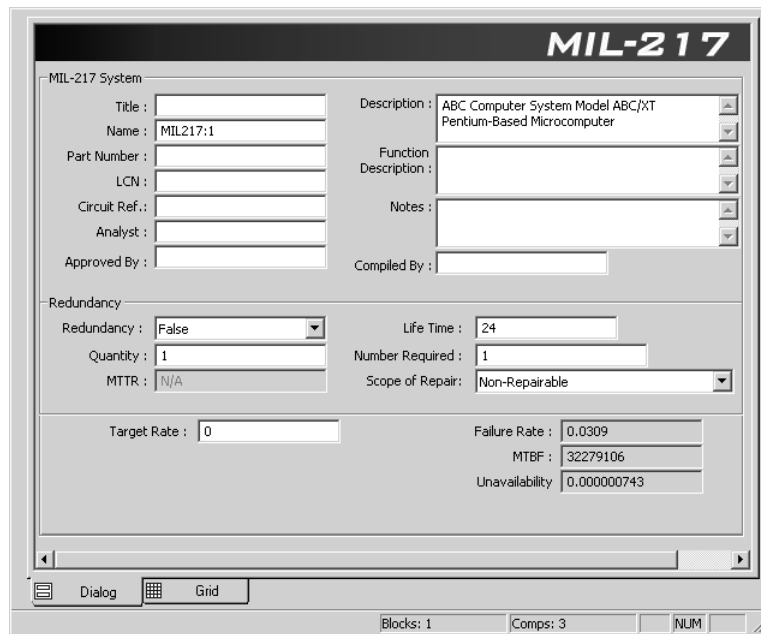 MIL-217
MIL-217 System
Title :
Name : MIL217:1
Part Number :
LCN :
Circuit Ref.:
Analyst :
Approved By :
Description : ABC Computer System Model ABC/XT
Pentium-Based Microcomputer
Function
Description :
Notes :
Compiled By :
Redundancy
Redundancy : False
Quantity : 1
MTTR : N/A
Life Time : 24
Number Required : 1
Scope of Repair: Non-Repairable
Target Rate : 0
Failure Rate : 0.0309
MTBF : 32279106
Unavailability 0.000000743
Dialog Grid
Blocks: 1 Comps: 3 NUM